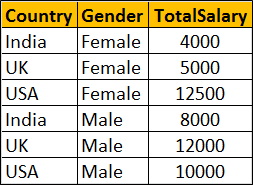 Country Gender TotalSalary
India Female 4000
UK Female 5000
USA Female 12500
India Male 8000
UK Male 12000
USA Male 10000